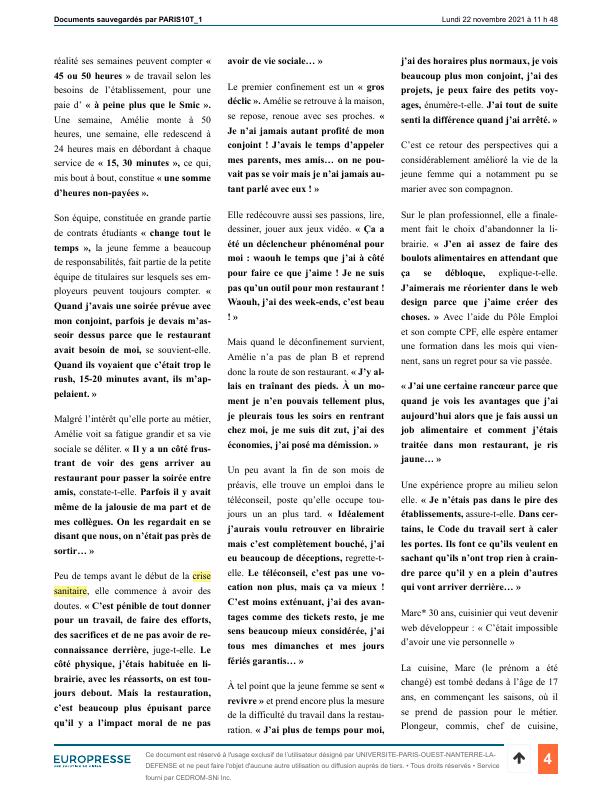 Documents sauvegardés par PARIS10T_1
Lundi 22 novembre 2021 à 11 h 48
réalité ses semaines peuvent compter «
45 ou 50 heures » de travail selon les
besoins de l'établissement, pour une
paie d' « à peine plus que le Smic ».
Une semaine, Amélie monte à 50
heures, une semaine, elle redescend à
24 heures mais en débordant à chaque
service de « 15, 30 minutes », ce qui,
mis bout à bout, constitue « une somme
d'heures non-payées ».
Son équipe, constituée en grande partie
de contrats étudiants « change tout le
temps », la jeune femme a beaucoup
de responsabilités, fait partie de la petite
équipe de titulaires sur lesquels ses em-
ployeurs peuvent toujours compter. «
Quand j'avais une soirée prévue avec
mon conjoint, parfois je devais m'as-
seoir dessus parce que le restaurant
avait besoin de moi, se souvient-elle.
Quand ils voyaient que c'était trop le
rush, 15-20 minutes avant, ils m'ap-
pelaient. »
Malgré l'intérêt qu'elle porte au métier,
Amélie voit sa fatigue grandir et sa vie
sociale se déliter. « Il y a un côté frus-
trant de voir des gens arriver au
restaurant pour passer la soirée entre
amis, constate-t-elle. Parfois il y avait
même de la jalousie de ma part et de
mes collègues. On les regardait en se
disant que nous, on n'était pas près de
sortir… »
Peu de temps avant le début de la crise
sanitaire, elle commence à avoir des
doutes. « C'est pénible de tout donner
pour un travail, de faire des efforts,
des sacrifices et de ne pas avoir de re-
connaissance derrière, juge-t-elle. Le
côté physique, j'étais habituée en li-
brairie, avec les réassorts, on est tou-
jours debout. Mais la restauration,
c'est beaucoup plus épuisant parce
qu'il y a l'impact moral de ne pas
avoir de vie sociale… »
Le premier confinement est un « gros
déclic ». Amélie se retrouve à la maison,
se repose, renoue avec ses proches. «
Je n'ai jamais autant profité de mon
conjoint ! J'avais le temps d'appeler
mes parents, mes amis… on ne pou-
vait pas se voir mais je n'ai jamais au-
tant parlé avec eux ! »
Elle redécouvre aussi ses passions, lire,
dessiner, jouer aux jeux vidéo. « Ça a
été un déclencheur phénoménal pour
moi : waouh le temps que j'ai à côté
pour faire ce que j'aime ! Je ne suis
pas qu'un outil pour mon restaurant !
Waouh, j'ai des week-ends, c'est beau
! »
Mais quand le déconfinement survient,
Amélie n'a pas de plan B et reprend
donc la route de son restaurant. « J'y al-
lais en traînant des pieds. À un mo-
ment je n'en pouvais tellement plus,
je pleurais tous les soirs en rentrant
chez moi, je me suis dit zut, j'ai des
économies, j'ai posé ma démission. »
Un peu avant la fin de son mois de
préavis, elle trouve un emploi dans le
téléconseil, poste qu'elle occupe tou-
jours un an plus tard. « Idéalement
j'aurais voulu retrouver en librairie
mais c'est complètement bouché, j'ai
eu beaucoup de déceptions, regrette-t-
elle. Le téléconseil, c'est pas une vo-
cation non plus, mais ça va mieux !
C'est moins exténuant, j'ai des avan-
tages comme des tickets resto, je me
sens beaucoup mieux considérée, j'ai
tous mes dimanches et mes jours
fériés garantis… »
À tel point que la jeune femme se sent «
revivre » et prend encore plus la mesure
de la difficulté du travail dans la restau-
ration. « J'ai plus de temps pour moi,
j'ai des horaires plus normaux, je vois
beaucoup plus mon conjoint, j'ai des
projets, je peux faire des petits voy-
ages, énumère-t-elle. J'ai tout de suite
senti la différence quand j'ai arrêté. »
C'est ce retour des perspectives qui a
considérablement amélioré la vie de la
jeune femme qui a notamment pu se
marier avec son compagnon.
Sur le plan professionnel, elle a finale-
ment fait le choix d'abandonner la li-
brairie. « J'en ai assez de faire des
boulots alimentaires en attendant que
ça se débloque, explique-t-elle.
J'aimerais me réorienter dans le web
design parce que j'aime créer des
choses. » Avec l'aide du Pôle Emploi
et son compte CPF, elle espère entamer
une formation dans les mois qui vien-
nent, sans un regret pour sa vie passée.
« J'ai une certaine rancœur parce que
quand je vois les avantages que j'ai
aujourd'hui alors que je fais aussi un
job alimentaire et comment j'étais
traitée dans mon restaurant, je ris
jaune… »
Une expérience propre au milieu selon
elle. « Je n'étais pas dans le pire des
établissements, assure-t-elle. Dans cer-
tains, le Code du travail sert à caler
les portes. Ils font ce qu'ils veulent en
sachant qu'ils n'ont trop rien à crain-
dre parce qu'il y en a plein d'autres
qui vont arriver derrière… »
Marc* 30 ans, cuisinier qui veut devenir
web développeur : « C'était impossible
d'avoir une vie personnelle »
La cuisine, Marc (le prénom a été
changé) est tombé dedans à l'âge de 17
ans, en commençant les saisons, où il
se prend de passion pour le métier.
Plongeur, commis, chef de cuisine,
EUROPRESSE
Ce document est réservé à l'usage exclusif de l'utilisateur désigné par UNIVERSITE-PARIS-OUEST-NANTERRE-LA-
DEFENSE et ne peut faire l'objet d'aucune autre utilisation ou diffusion auprès de tiers. • Tous droits réservés • Service
fourni par CEDROM-SNi Inc.
4